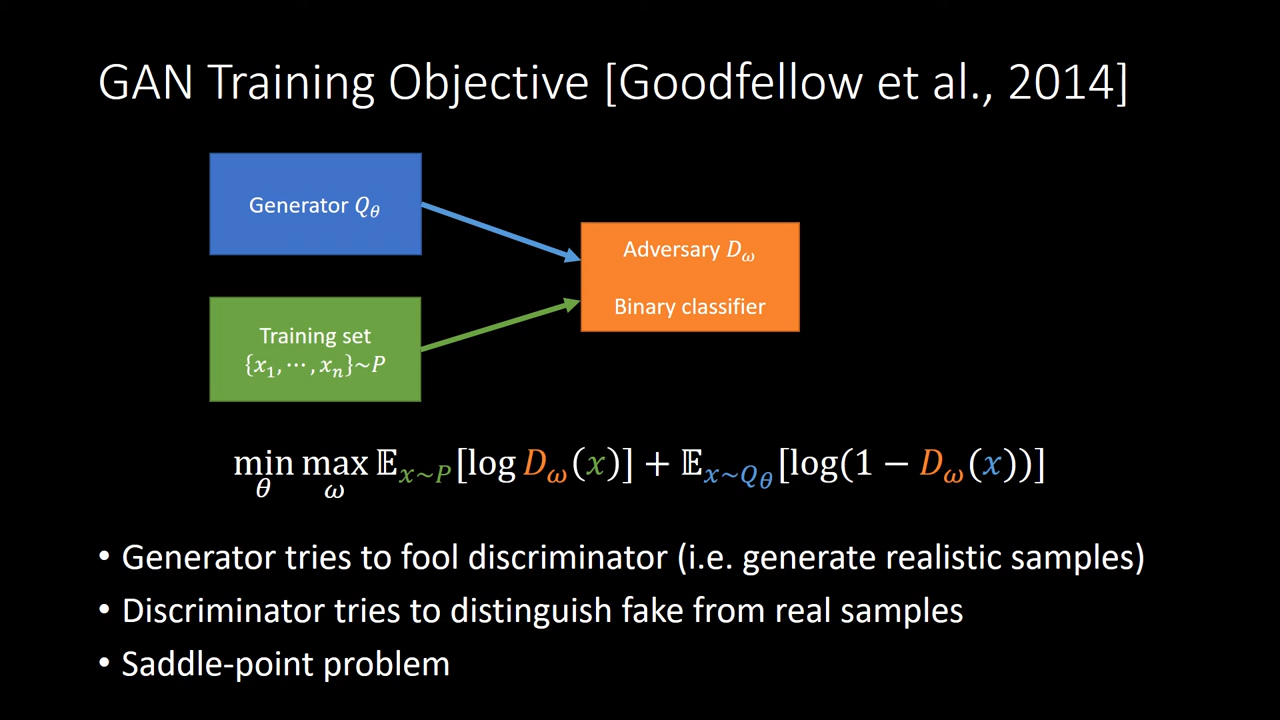 GAN Training Objective [Goodfellow et al., 2014]
Generator Q_θ
Adversary D_ω
Binary classifier
Training set
{x₁, ⋯, xₙ}~P
min_θ max_ω 𝔼_{x~P}[log D_ω(x)] + 𝔼_{x~Q_θ}[log(1 − D_ω(x))]
• Generator tries to fool discriminator (i.e. generate realistic samples)
• Discriminator tries to distinguish fake from real samples
• Saddle-point problem